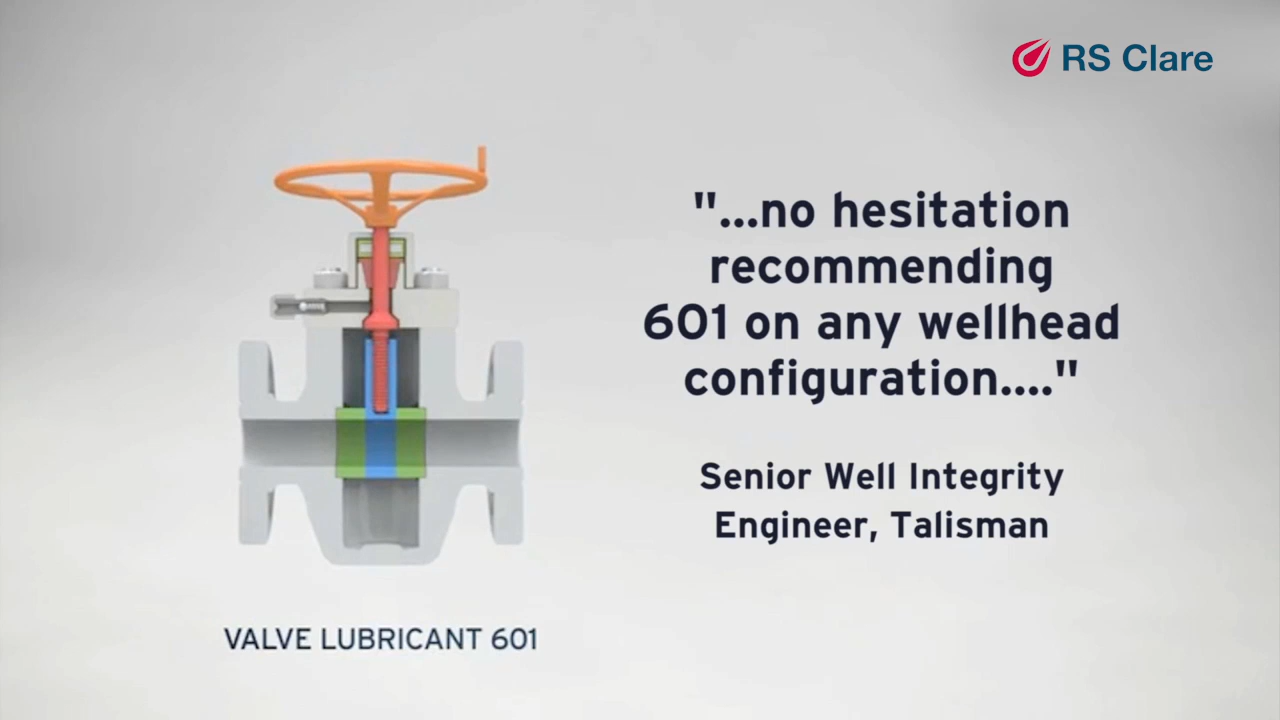 RS Clare
"...no hesitation
recommending
601 on any wellhead
configuration...."
Senior Well Integrity
Engineer, Talisman
VALVE LUBRICANT 601